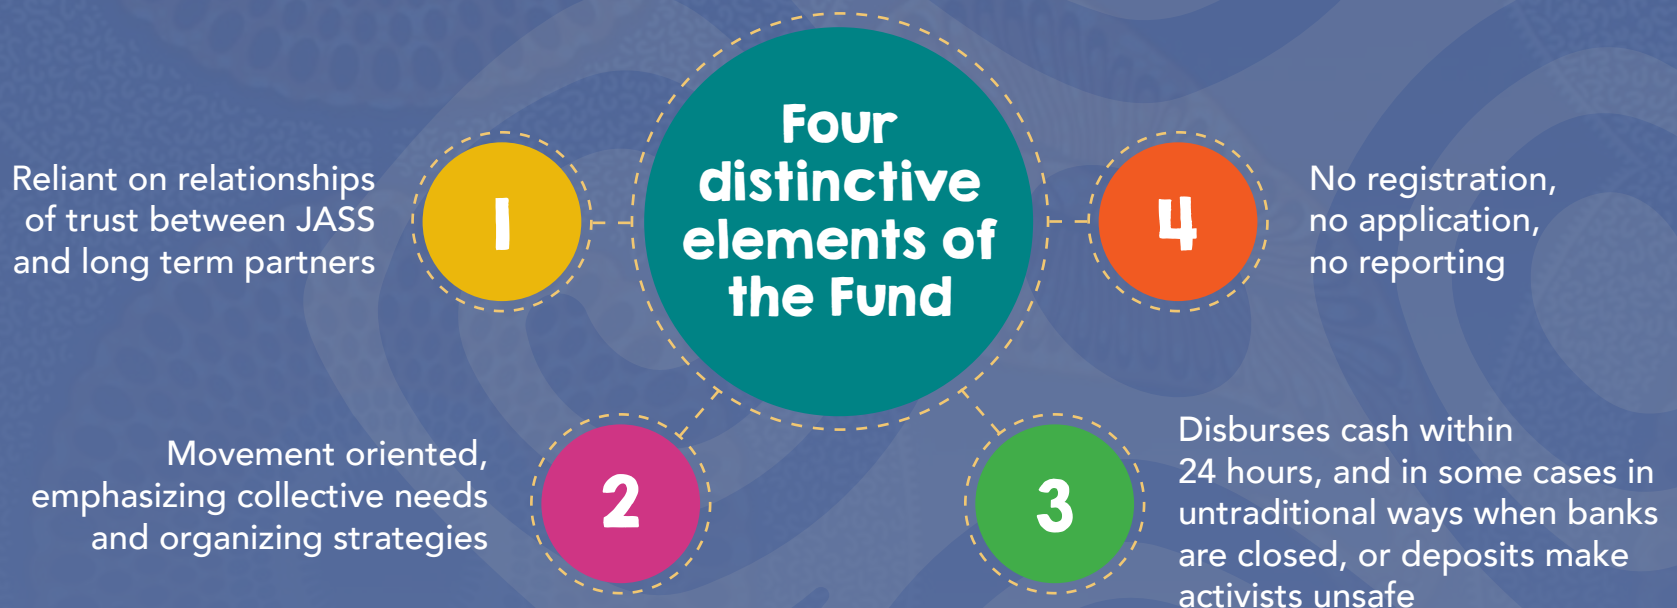 Four
distinctive
elements of
the Fund
1
Reliant on relationships
of trust between JASS
and long term partners
2
Movement oriented,
emphasizing collective needs
and organizing strategies
3
Disburses cash within
24 hours, and in some cases in
untraditional ways when banks
are closed, or deposits make
activists unsafe
4
No registration,
no application,
no reporting